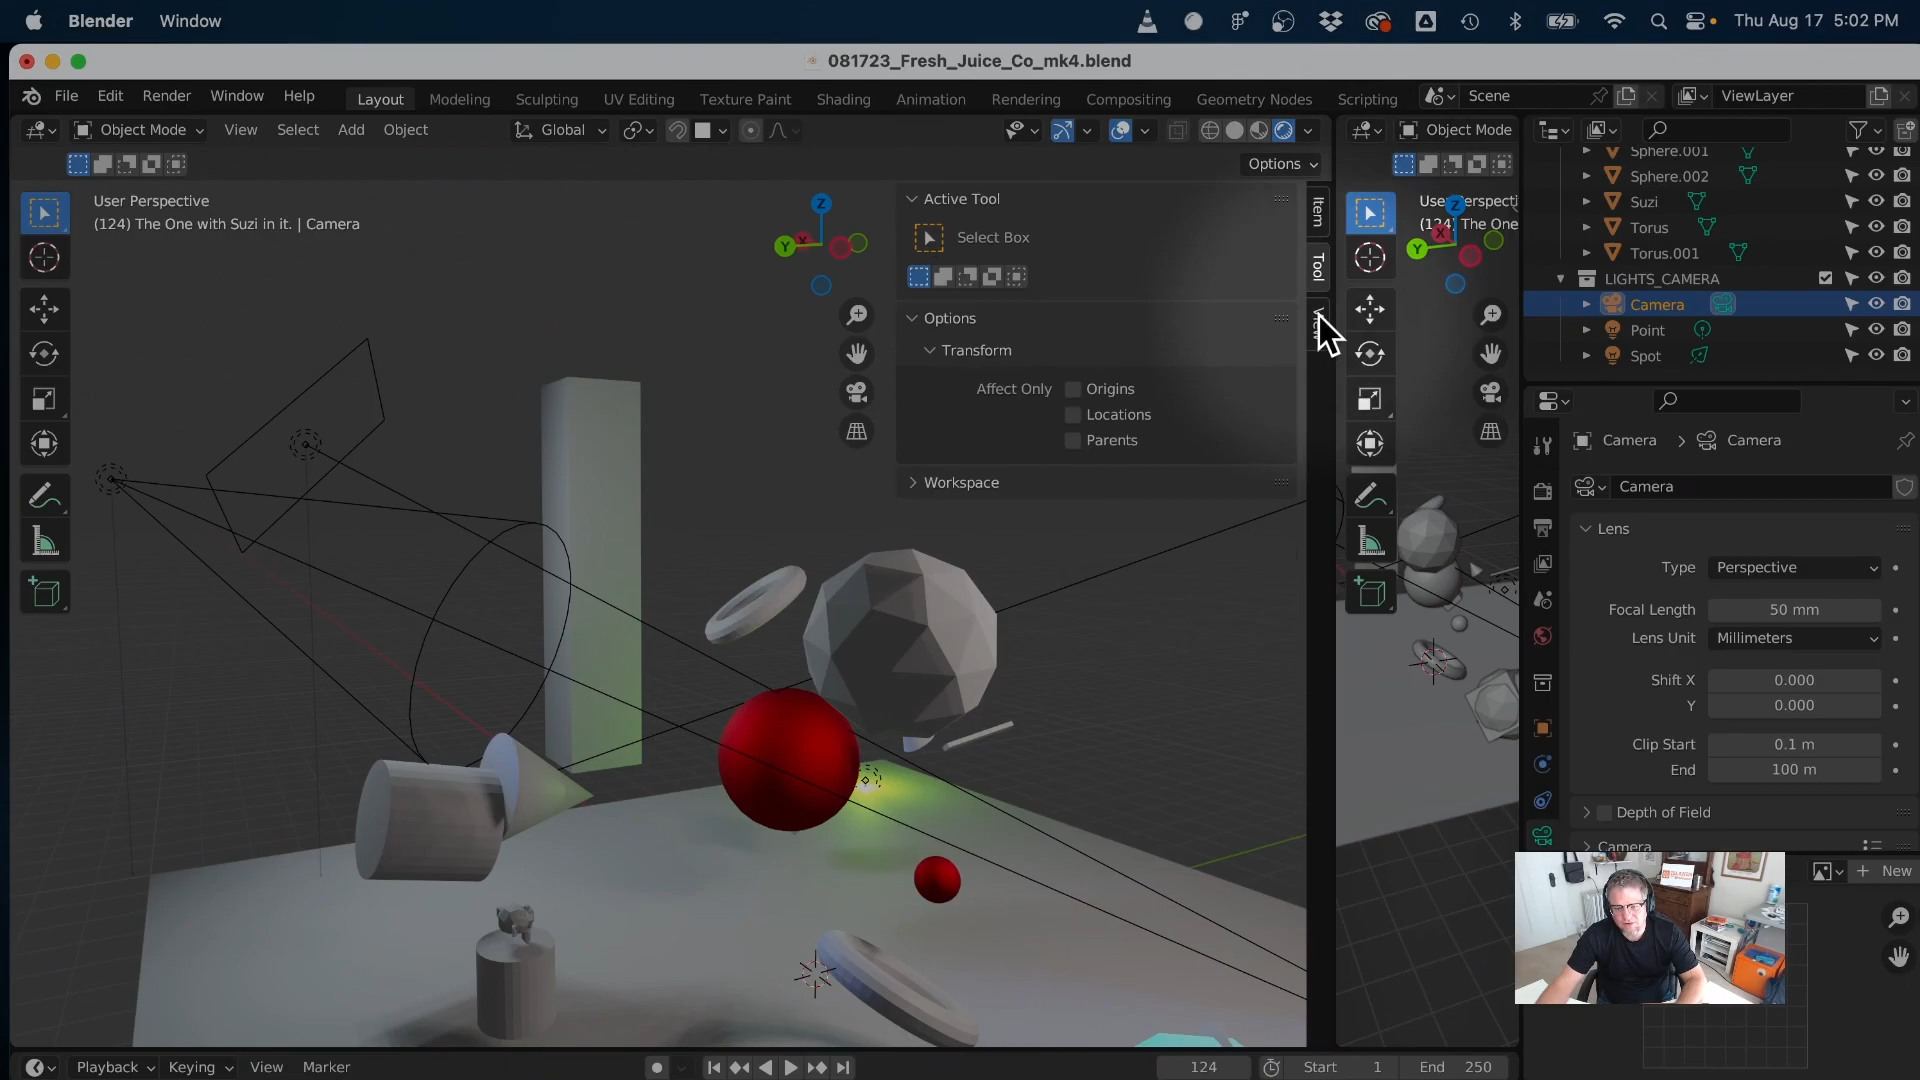 Blender Window Thu Aug 17 5:02 PM
081723_Fresh_Juice_Co_mk4.blend
File Edit Render Window Help Layout Modeling Sculpting UV Editing Texture Paint Shading Animation Rendering Compositing Geometry Nodes Scripting Scene ViewLayer
Object Mode View Select Add Object Global Object Mode
Options
User Perspective
(124) The One with Suzi in it. | Camera
Active Tool
Select Box
Options
Transform
Affect Only Origins
Locations
Parents
Workspace
Item
Tool
View
(124) The One
Sphere.001
Sphere.002
Suzi
Torus
Torus.001
LIGHTS_CAMERA
Camera
Point
Spot
Camera > Camera
Camera
Lens
Type Perspective
Focal Length 50 mm
Lens Unit Millimeters
Shift X 0.000
Y 0.000
Clip Start 0.1 m
End 100 m
Depth of Field
Camera
New
Z
Y
X
Z
Y
X
Playback Keying View Marker 124 Start 1 End 250